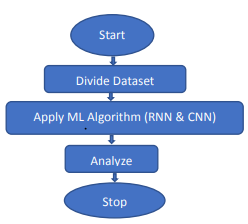 Start
Divide Dataset
Apply ML Algorithm (RNN & CNN)
Analyze
Stop